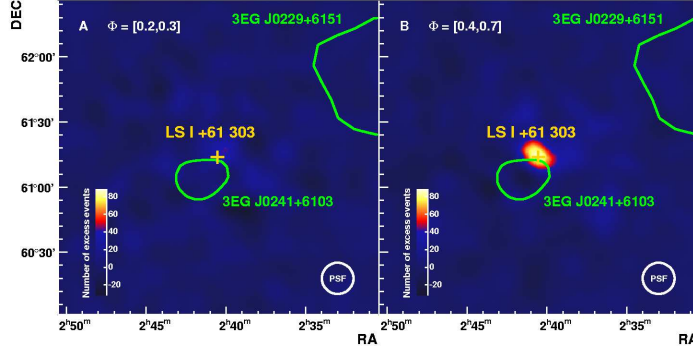 DEC
A Φ = [0.2,0.3]
3EG J0229+6151
B Φ = [0.4,0.7]
3EG J0229+6151
62°00'
61°30'
61°00'
60°30'
LS I +61 303
LS I +61 303
3EG J0241+6103
3EG J0241+6103
Number of excess events
80
60
40
20
0
-20
Number of excess events
80
60
40
20
0
-20
PSF
PSF
2h50m
2h45m
2h40m
2h35m
RA
2h50m
2h45m
2h40m
2h35m
RA